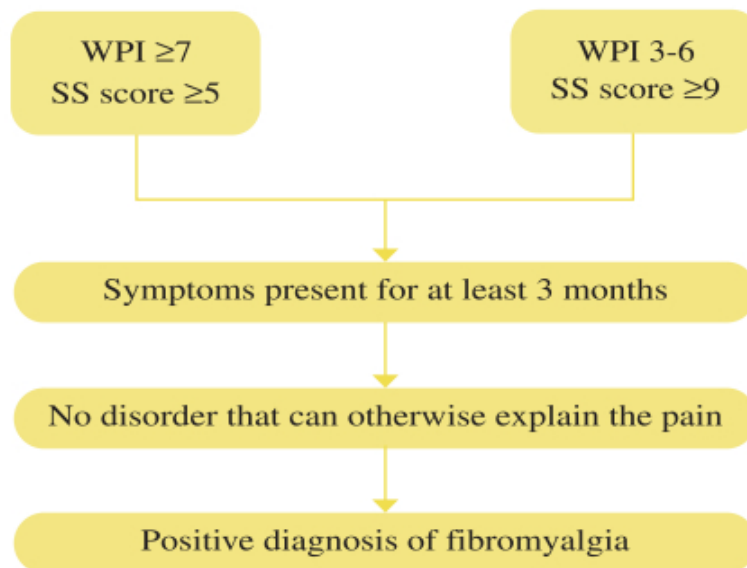 WPI ≥7
SS score ≥5
WPI 3-6
SS score ≥9
Symptoms present for at least 3 months
No disorder that can otherwise explain the pain
Positive diagnosis of fibromyalgia